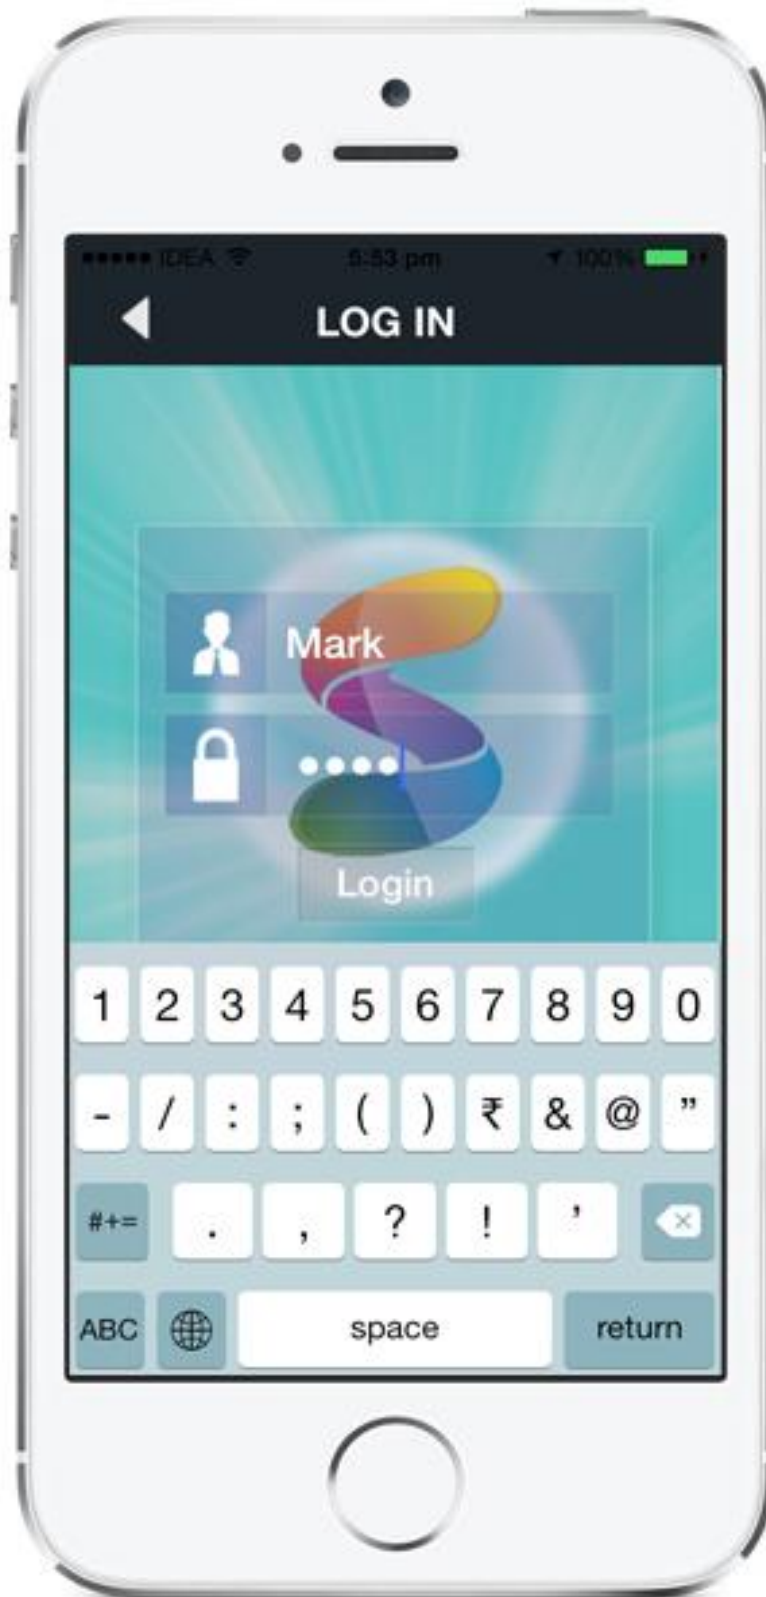 IDEA 5:53 pm 100%
LOG IN
Mark
••••
Login
1 2 3 4 5 6 7 8 9 0
- / : ; ( ) ₹ & @ ”
#+= . , ? ! ’
ABC space return